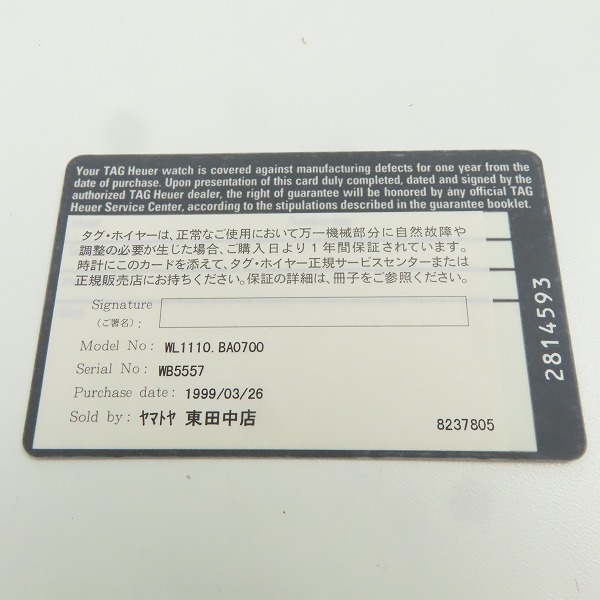 Your TAG Heuer watch is covered against manufacturing defects for one year from the
date of purchase. Upon presentation of this card duly completed, dated and signed by the
authorized TAG Heuer dealer, the right of guarantee will be honored by any official TAG
Heuer Service Center, according to the stipulations described in the guarantee booklet.
タグ・ホイヤーは、正常なご使用において万一機械部分に自然故障や
調整の必要が生じた場合、ご購入日より1年間保証されています。
時計にこのカードを添えて、タグ・ホイヤー正規サービスセンターまたは
正規販売店にお持ちください。保証の詳細は、冊子をご参照ください。
Signature
(ご署名) :
Model No: WL1110.BA0700
Serial No: WB5557
Purchase date: 1999/03/26
Sold by: ヤマトヤ 東田中店
8237805
2814593